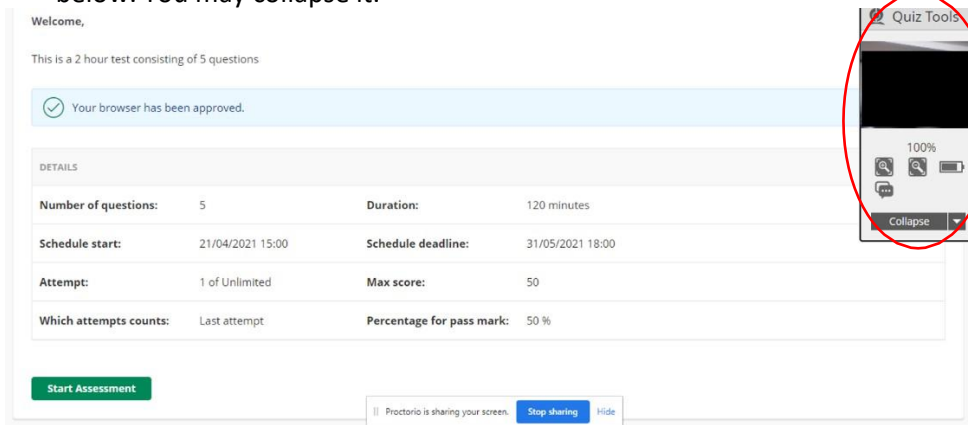 below. You may collapse it.
Welcome,
Quiz Tools
This is a 2 hour test consisting of 5 questions
Your browser has been approved.
100%
DETAILS
Number of questions: 5 Duration: 120 minutes
Collapse
Schedule start: 21/04/2021 15:00 Schedule deadline: 31/05/2021 18:00
Attempt: 1 of Unlimited Max score: 50
Which attempts counts: Last attempt Percentage for pass mark: 50 %
Start Assessment
Proctorio is sharing your screen. Stop sharing Hide